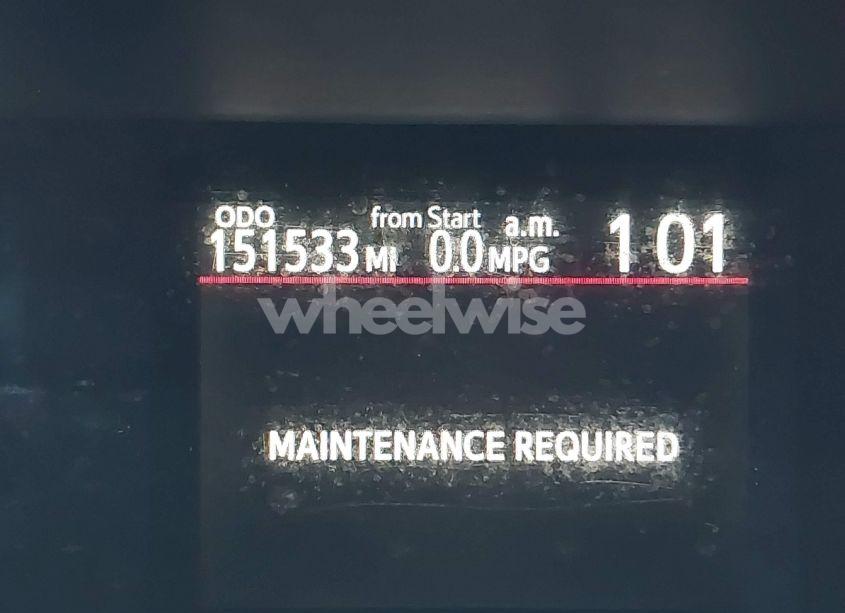 ODO from Start a.m. 1 01
151533 MI 0.0 MPG
wheelwise
MAINTENANCE REQUIRED